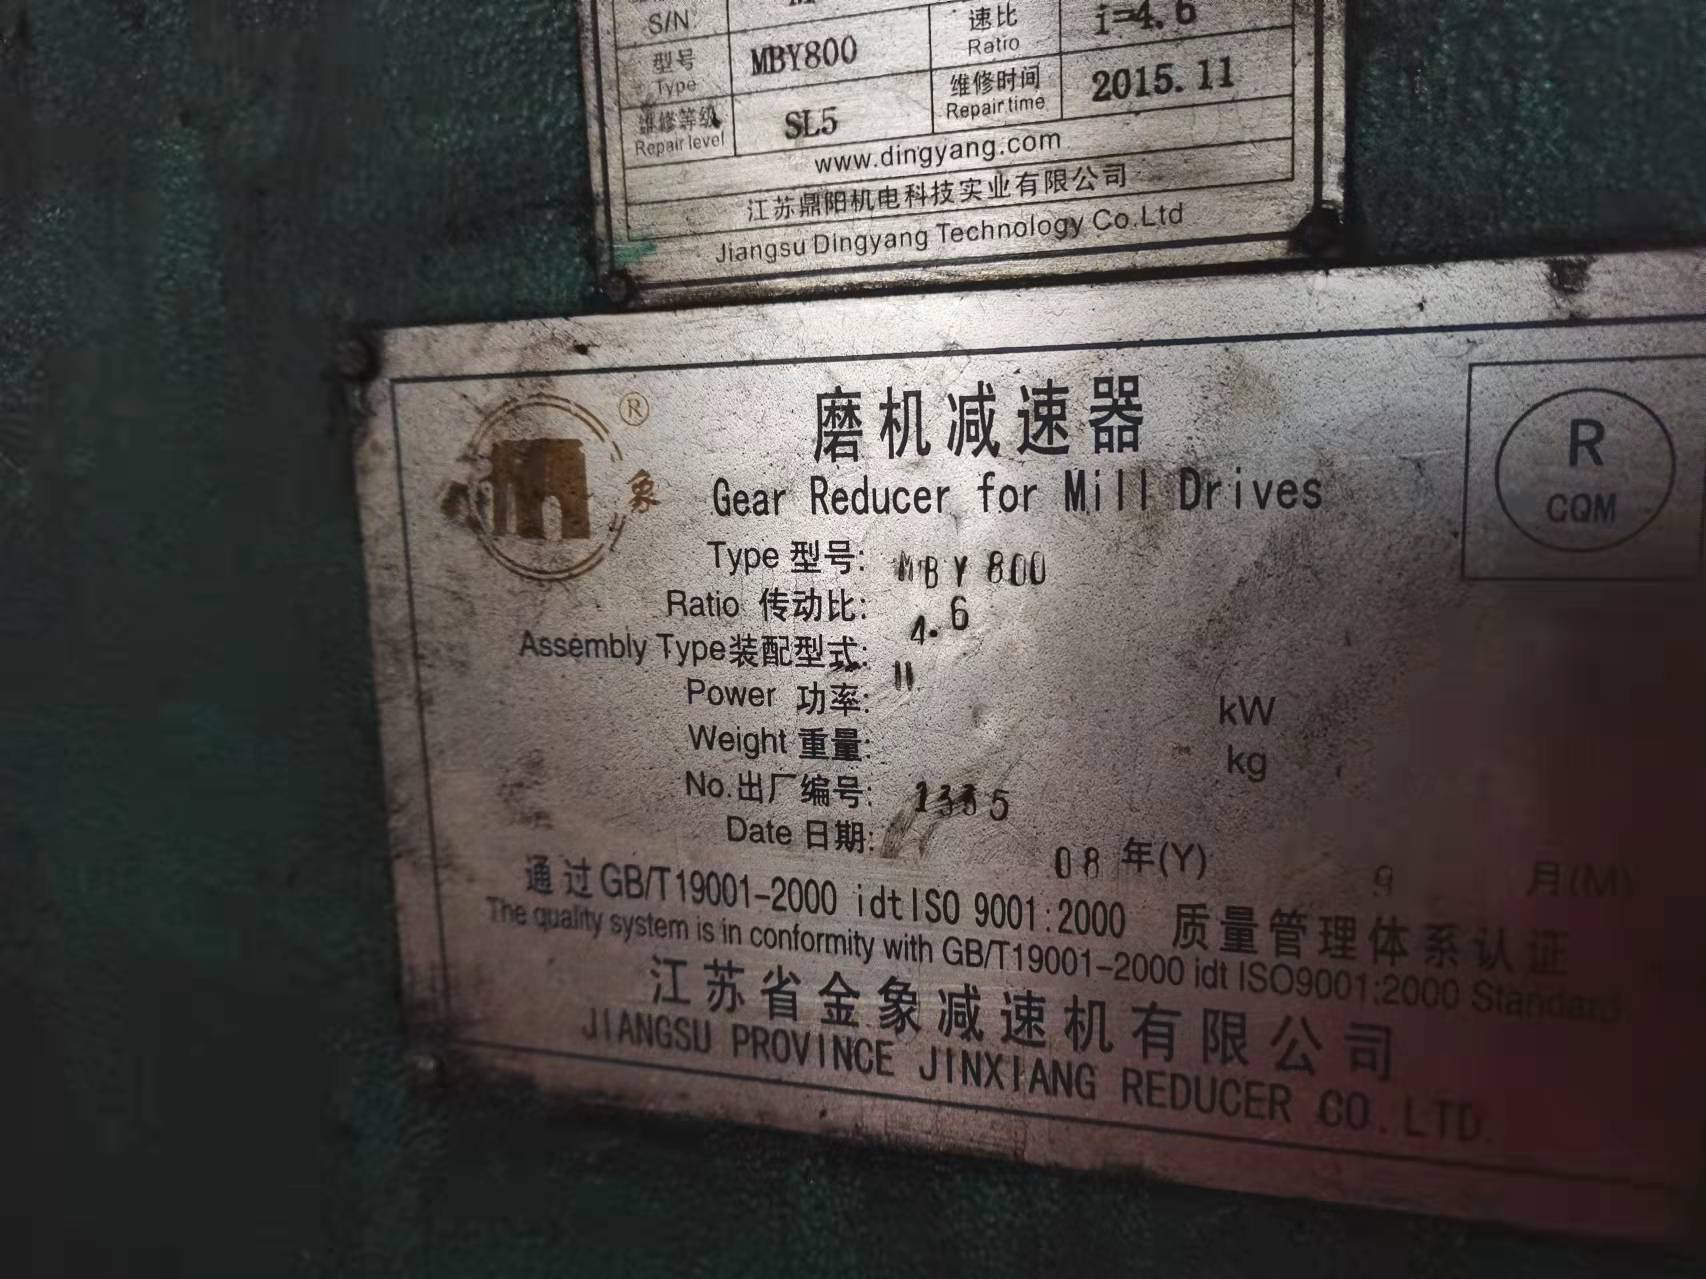 S/N
型号 Type MBY800 速比 Ratio i=4.6
维修等级 Repair level SL5 维修时间 Repair time 2015.11
www.dingyang.com
江苏鼎阳机电科技实业有限公司
Jiangsu Dingyang Technology Co.Ltd
® 象
磨机减速器
Gear Reducer for Mill Drives
R
CQM
Type 型号: MBY800
Ratio 传动比: 4.6
Assembly Type装配型式: II
Power 功率: kW
Weight 重量: kg
No.出厂编号:
Date 日期: 08 年(Y) 9 月(M)
通过GB/T19001-2000 idt ISO 9001:2000 质量管理体系认证
The quality system is in conformity with GB/T19001-2000 idt ISO9001:2000 Standard
江苏省金象减速机有限公司
JIANGSU PROVINCE JINXIANG REDUCER CO.LTD.